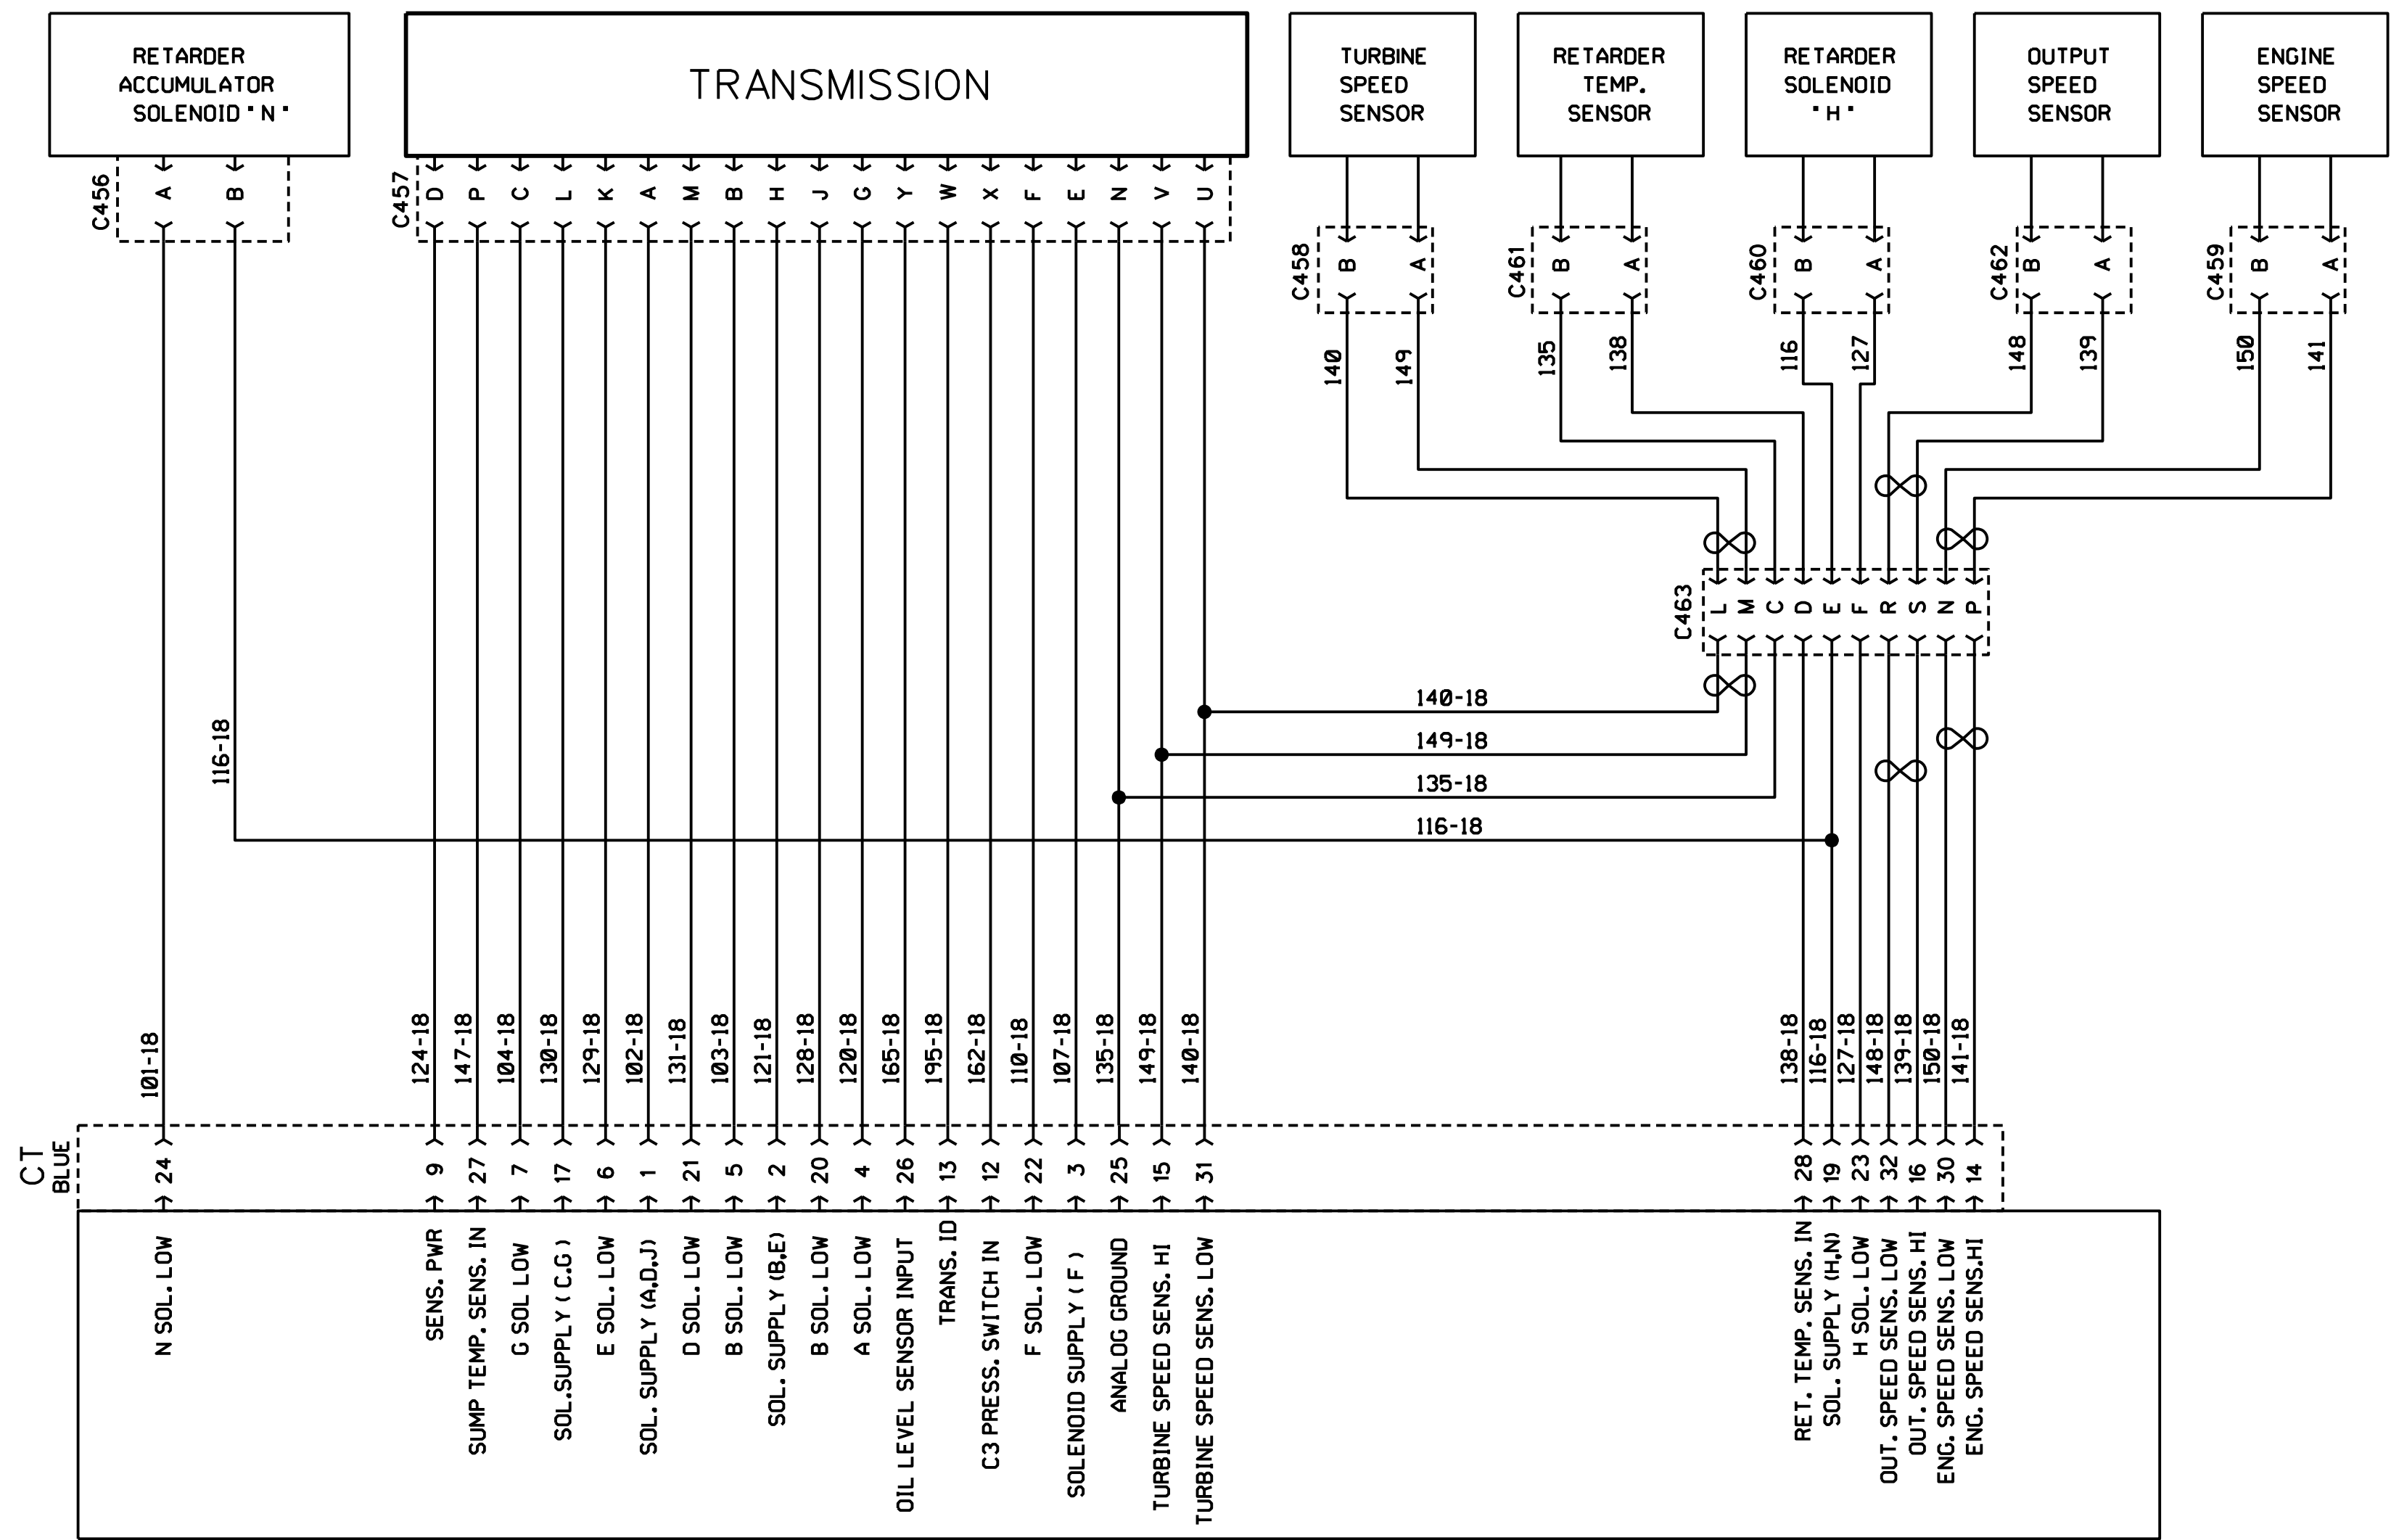 RETARDER
ACCUMULATOR
SOLENOID "N"
TRANSMISSION
TURBINE
SPEED
SENSOR
RETARDER
TEMP.
SENSOR
RETARDER
SOLENOID
"H"
OUTPUT
SPEED
SENSOR
ENGINE
SPEED
SENSOR
C456
A
B
C457
D
P
C
L
K
A
M
B
H
J
G
Y
W
X
F
E
N
V
U
C458
B
A
C461
B
A
C460
B
A
C462
B
A
C459
B
A
140
149
135
138
116
127
148
139
150
141
C463
L
M
C
D
E
F
R
S
N
P
140-18
149-18
135-18
116-18
116-18
101-18
124-18
147-18
104-18
130-18
129-18
102-18
131-18
103-18
121-18
128-18
120-18
165-18
195-18
162-18
110-18
107-18
135-18
149-18
140-18
138-18
116-18
127-18
148-18
139-18
150-18
141-18
CT
BLUE
24
9
27
7
17
6
1
21
5
2
20
4
26
13
12
22
3
25
15
31
28
19
23
32
16
30
14
N SOL. LOW
SENS. PWR
SUMP TEMP. SENS. IN
G SOL LOW
SOL.SUPPLY ( C.G )
E SOL. LOW
SOL. SUPPLY (A,D,J)
D SOL. LOW
B SOL. LOW
SOL. SUPPLY (B,E)
B SOL. LOW
A SOL. LOW
OIL LEVEL SENSOR INPUT
TRANS. ID
C3 PRESS. SWITCH IN
F SOL. LOW
SOLENOID SUPPLY ( F )
ANALOG GROUND
TURBINE SPEED SENS. HI
TURBINE SPEED SENS. LOW
RET. TEMP. SENS. IN
SOL. SUPPLY (H,N)
H SOL. LOW
OUT. SPEED SENS. LOW
OUT. SPEED SENS. HI
ENG. SPEED SENS. LOW
ENG. SPEED SENS.HI